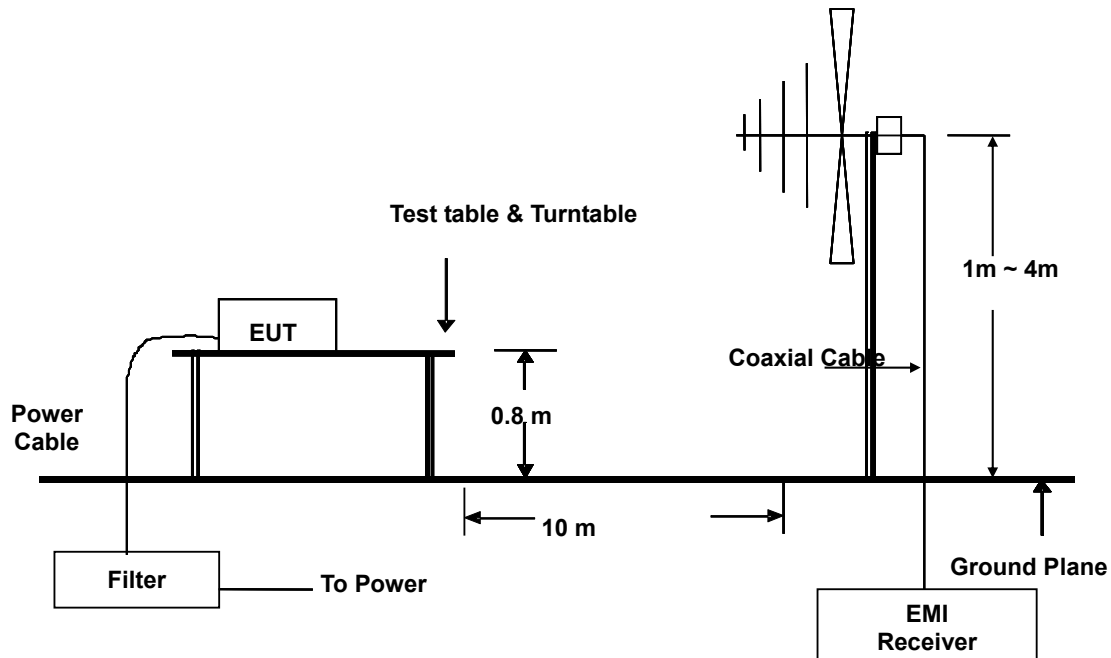 Test table & Turntable
1m ~ 4m
EUT
Coaxial Cable
0.8 m
Power
Cable
10 m
Ground Plane
Filter
To Power
EMI
Receiver